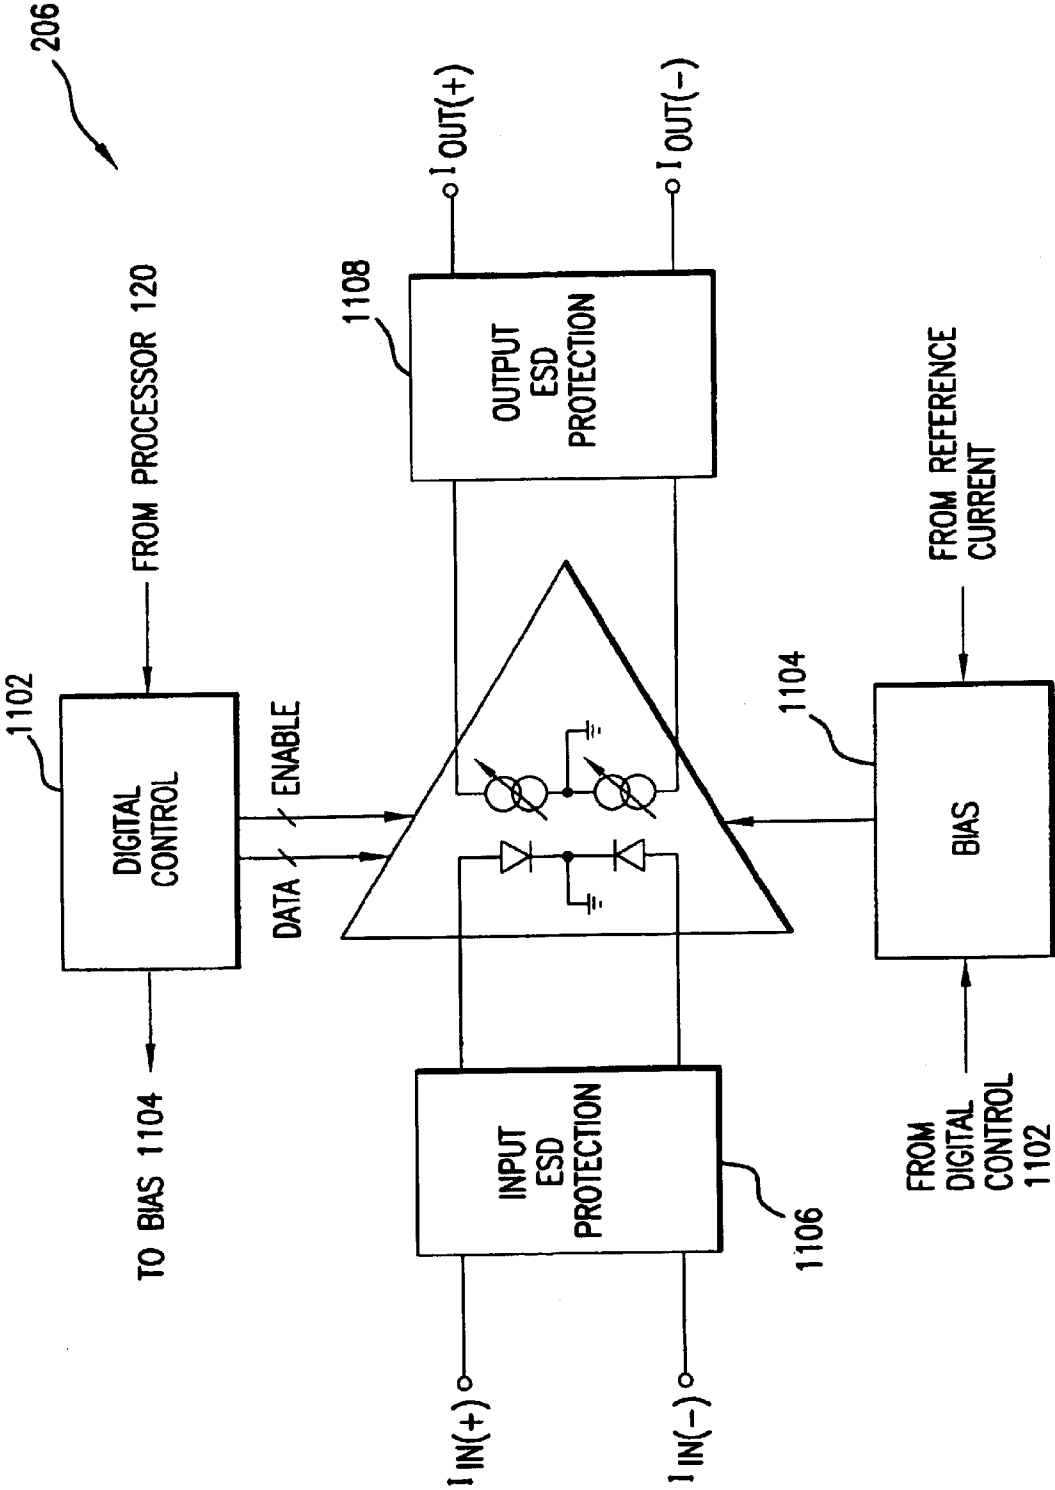 206
FROM PROCESSOR 120
1102
DIGITAL
CONTROL
TO BIAS 1104
DATA
ENABLE
I IN(+)
I IN(-)
INPUT
ESD
PROTECTION
1106
1108
OUTPUT
ESD
PROTECTION
I OUT(+)
I OUT(-)
1104
BIAS
FROM
DIGITAL
CONTROL
1102
FROM REFERENCE
CURRENT